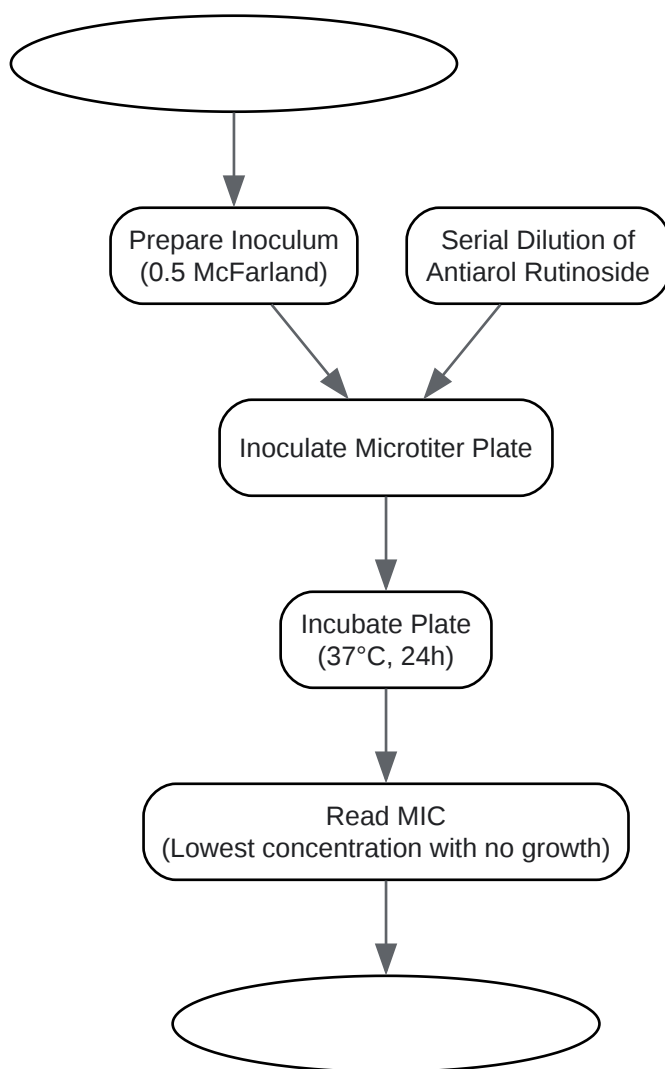 Prepare Inoculum
(0.5 McFarland)
Serial Dilution of
Antiarol Rutinoside
Inoculate Microtiter Plate
Incubate Plate
(37°C, 24h)
Read MIC
(Lowest concentration with no growth)